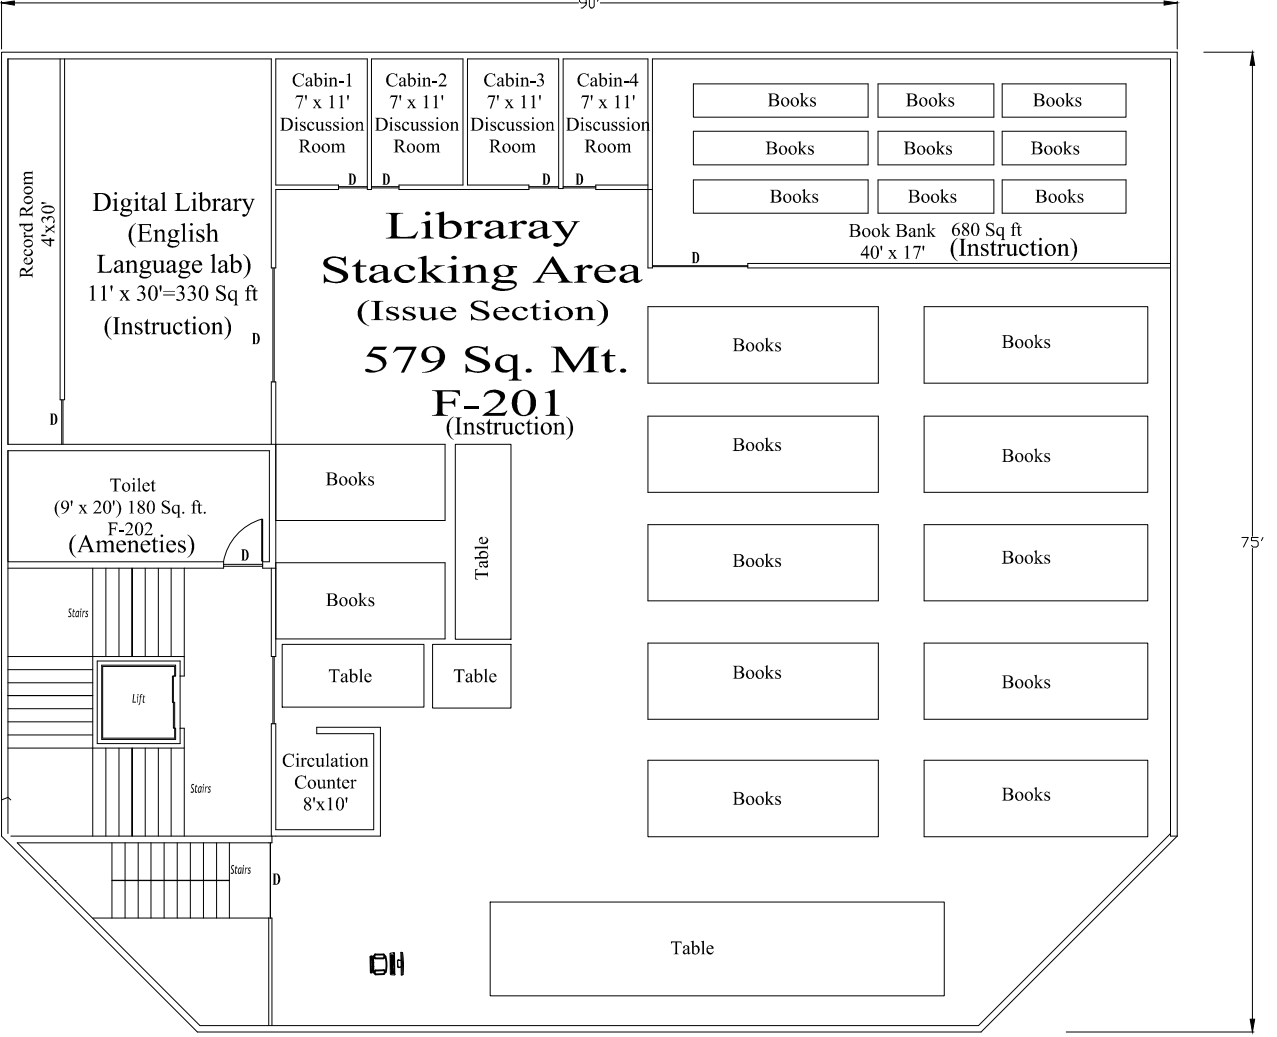 90'
Cabin-1
7' x 11'
Discussion
Room
Cabin-2
7' x 11'
Discussion
Room
Cabin-3
7' x 11'
Discussion
Room
Cabin-4
7' x 11'
Discussion
Room
D
D
D
D
Books
Books
Books
Books
Books
Books
Books
Books
Books
Book Bank 680 Sq ft
40' x 17' (Instruction)
D
Record Room
4'x30'
D
Digital Library
(English
Language lab)
11' x 30'=330 Sq ft
(Instruction)
D
Libraray
Stacking Area
(Issue Section)
579 Sq. Mt.
F-201
(Instruction)
Books
Books
Books
Books
Books
Books
Books
Books
Books
Books
75'
Toilet
(9' x 20') 180 Sq. ft.
F-202
(Ameneties)
D
Books
Books
Table
Table
Table
Stairs
Lift
Stairs
Circulation
Counter
8'x10'
Stairs
D
Table